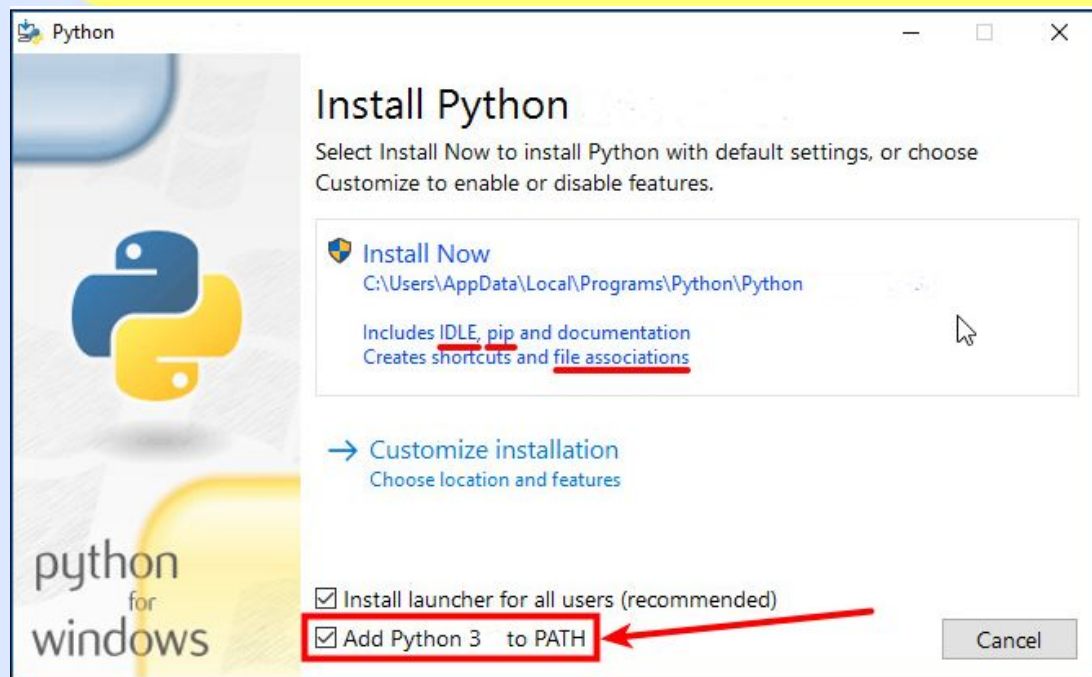 Python
Install Python
Select Install Now to install Python with default settings, or choose
Customize to enable or disable features.
Install Now
C:\Users\AppData\Local\Programs\Python\Python
Includes IDLE, pip and documentation
Creates shortcuts and file associations
Customize installation
Choose location and features
python
for
windows
Install launcher for all users (recommended)
Add Python 3 to PATH
Cancel